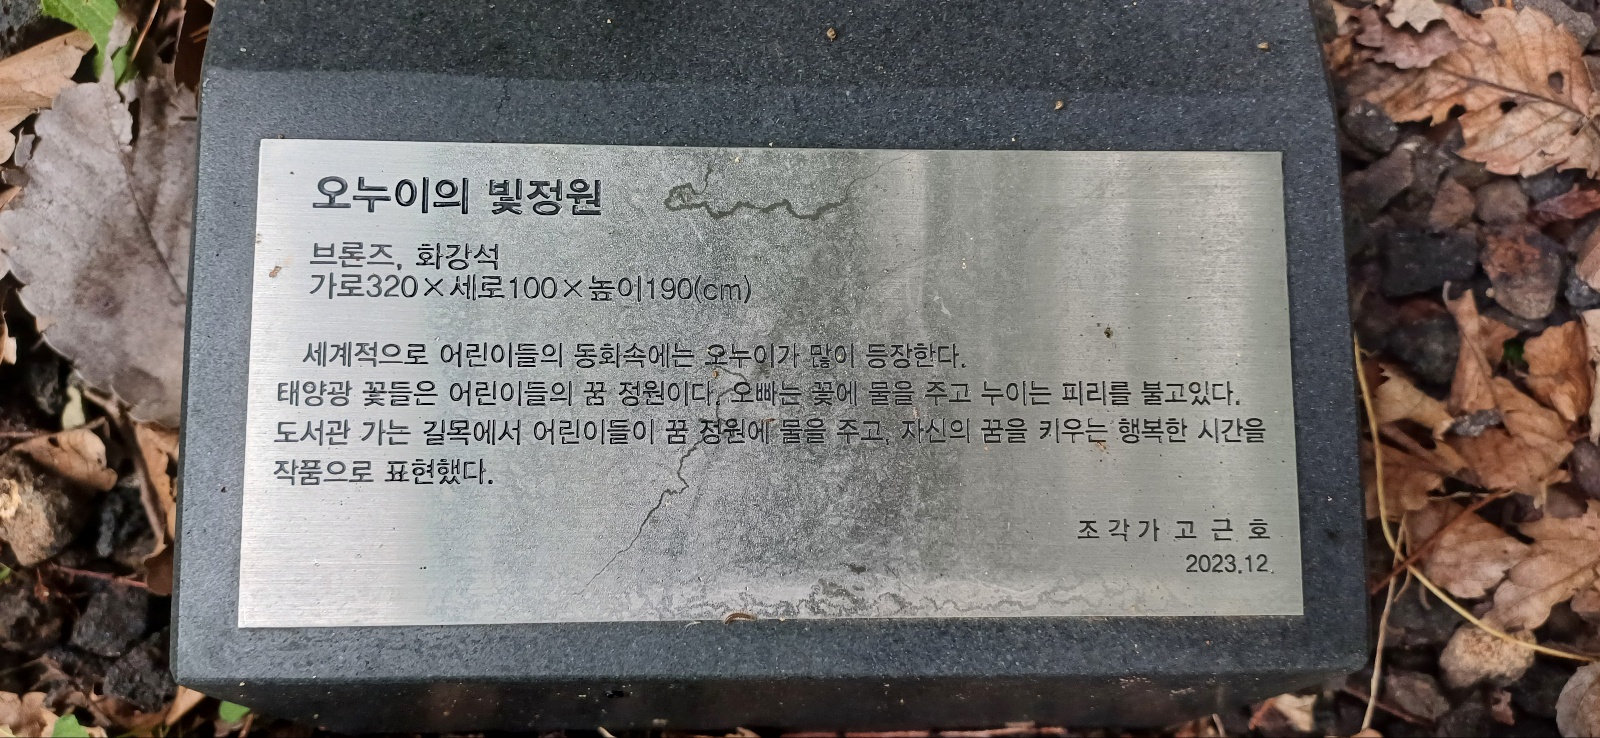 오누이의 빛정원
브론즈, 화강석
가로320×세로100×높이190(cm)
세계적으로 어린이들의 동화속에는 오누이가 많이 등장한다.
태양광 꽃들은 어린이들의 꿈 정원이다. 오빠는 꽃에 물을 주고 누이는 피리를 불고있다.
도서관 가는 길목에서 어린이들이 꿈 정원에 물을 주고, 자신의 꿈을 키우는 행복한 시간을
작품으로 표현했다.
조각가 고근호
2023.12.